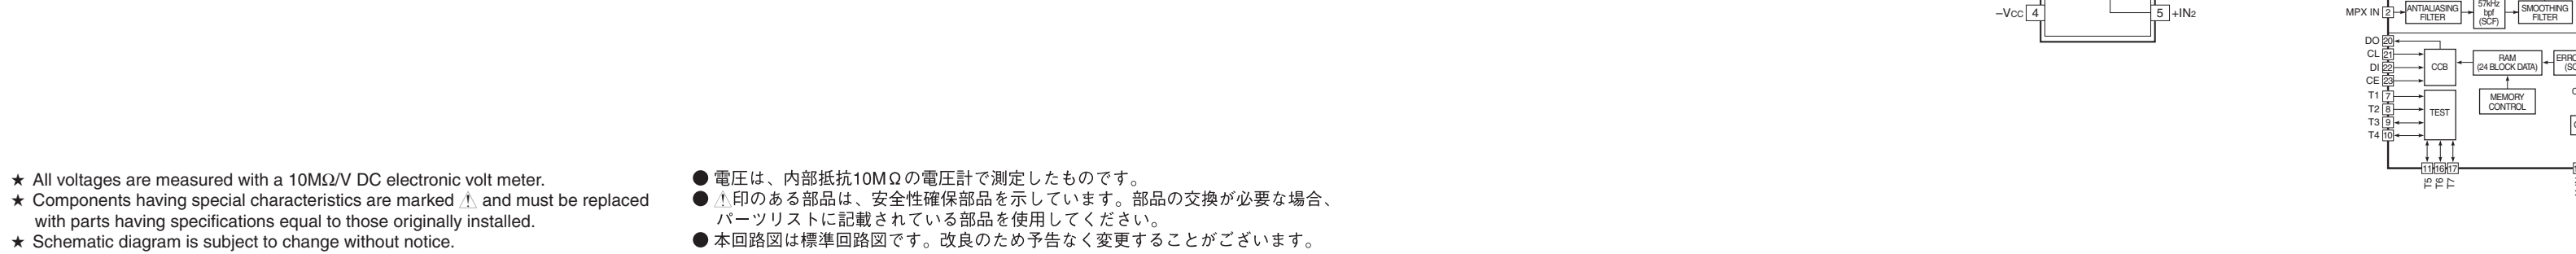 ★ All voltages are measured with a 10MΩ/V DC electronic volt meter.
★ Components having special characteristics are marked ⚠ and must be replaced
with parts having specifications equal to those originally installed.
★ Schematic diagram is subject to change without notice.
● 電圧は、内部抵抗10MΩの電圧計で測定したものです。
● ⚠印のある部品は、安全性確保部品を示しています。部品の交換が必要な場合、
パーツリストに記載されている部品を使用してください。
● 本回路図は標準回路図です。改良のため予告なく変更することがございます。
–Vcc 4
5 +IN2
MPX IN 2
ANTIALIASING
FILTER
57kHz
bpf
(SCF)
SMOOTHING
FILTER
DO 20
CL 21
DI 22
CE 23
CCB
RAM
(24 BLOCK DATA)
MEMORY
CONTROL
T1 7
T2 8
T3 9
T4 10
TEST
11 16 17
T5 T6 T7